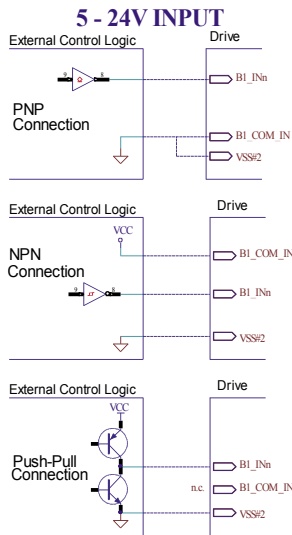 5 - 24V INPUT
External Control Logic
Drive
9
8
B1_INn
PNP
Connection
B1_COM_IN
VSS#2
External Control Logic
Drive
VCC
B1_COM_IN
NPN
Connection
9
8
B1_INn
VSS#2
External Control Logic
Drive
VCC
Push-Pull
Connection
B1_INn
n.c.
B1_COM_IN
VSS#2